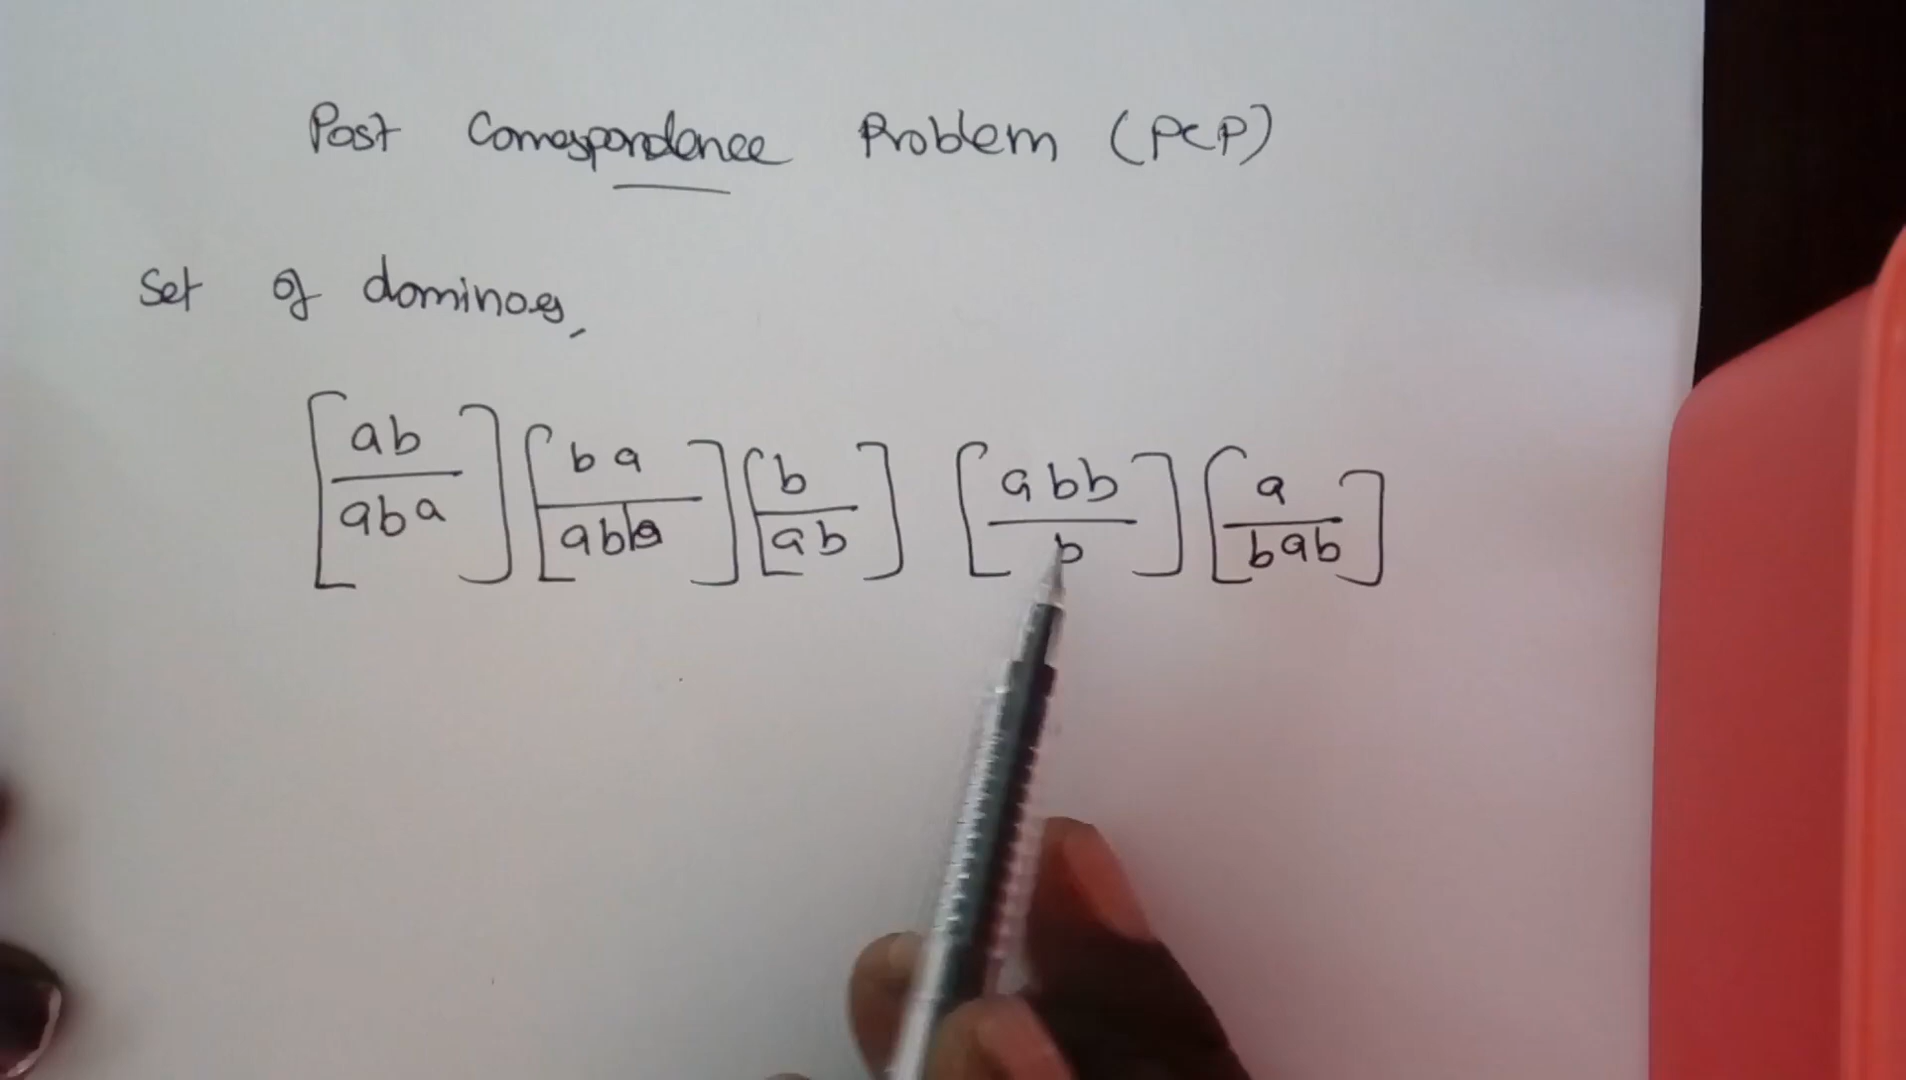 Post Correspondence Problem (PCP)
Set of dominoes,
[ab/aba] [ba/abb] [b/ab] [abb/b] [a/bab]